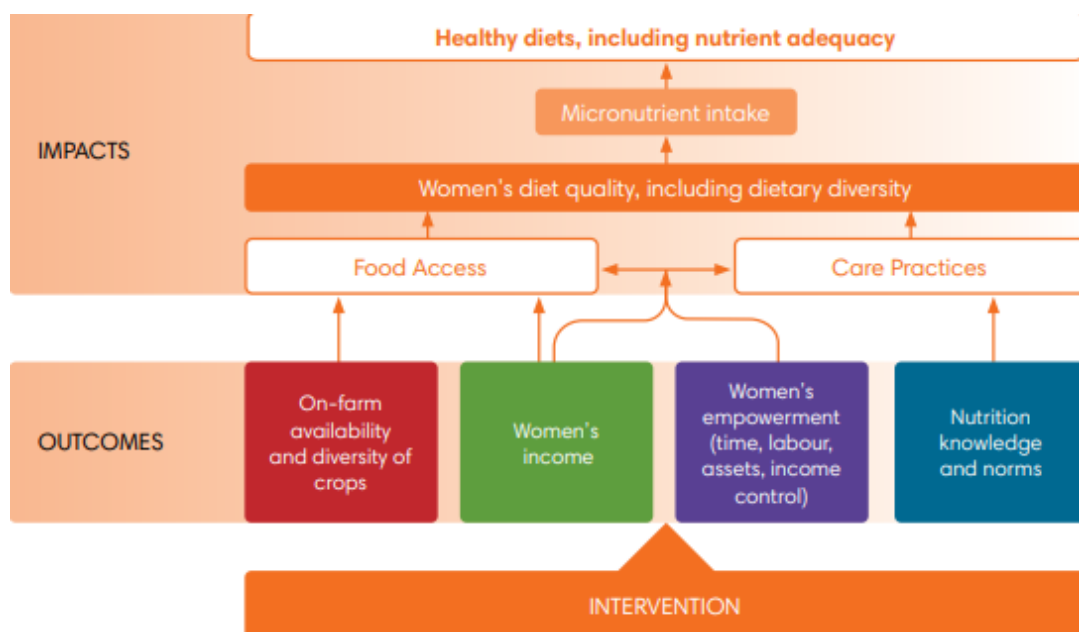 Healthy diets, including nutrient adequacy
Micronutrient intake
IMPACTS
Women's diet quality, including dietary diversity
Food Access
Care Practices
OUTCOMES
On-farm
availability
and diversity of
crops
Women's
income
Women's
empowerment
(time, labour,
assets, income
control)
Nutrition
knowledge
and norms
INTERVENTION